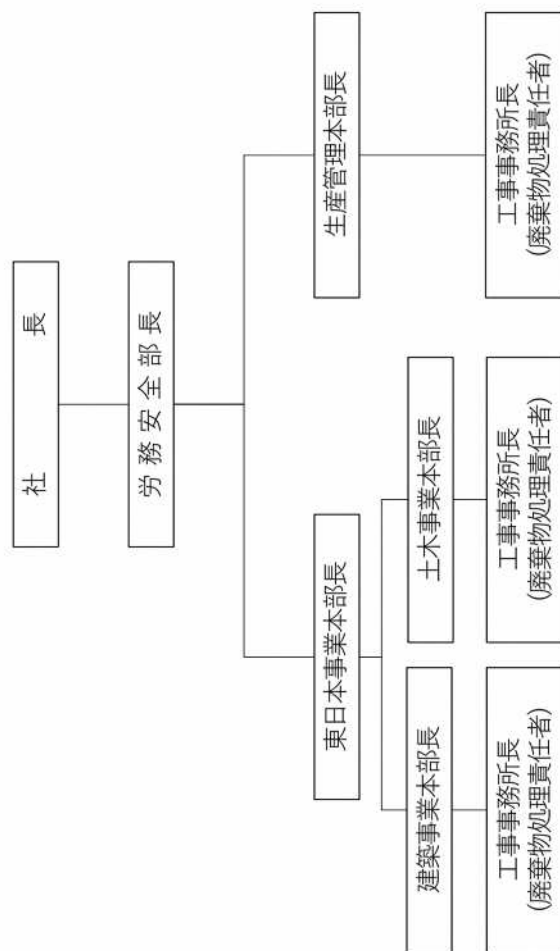 社長
労務安全部長
東日本事業本部長
生産管理本部長
建築事業本部長
土木事業本部長
工事事務所長
(廃棄物処理責任者)
工事事務所長
(廃棄物処理責任者)
工事事務所長
(廃棄物処理責任者)